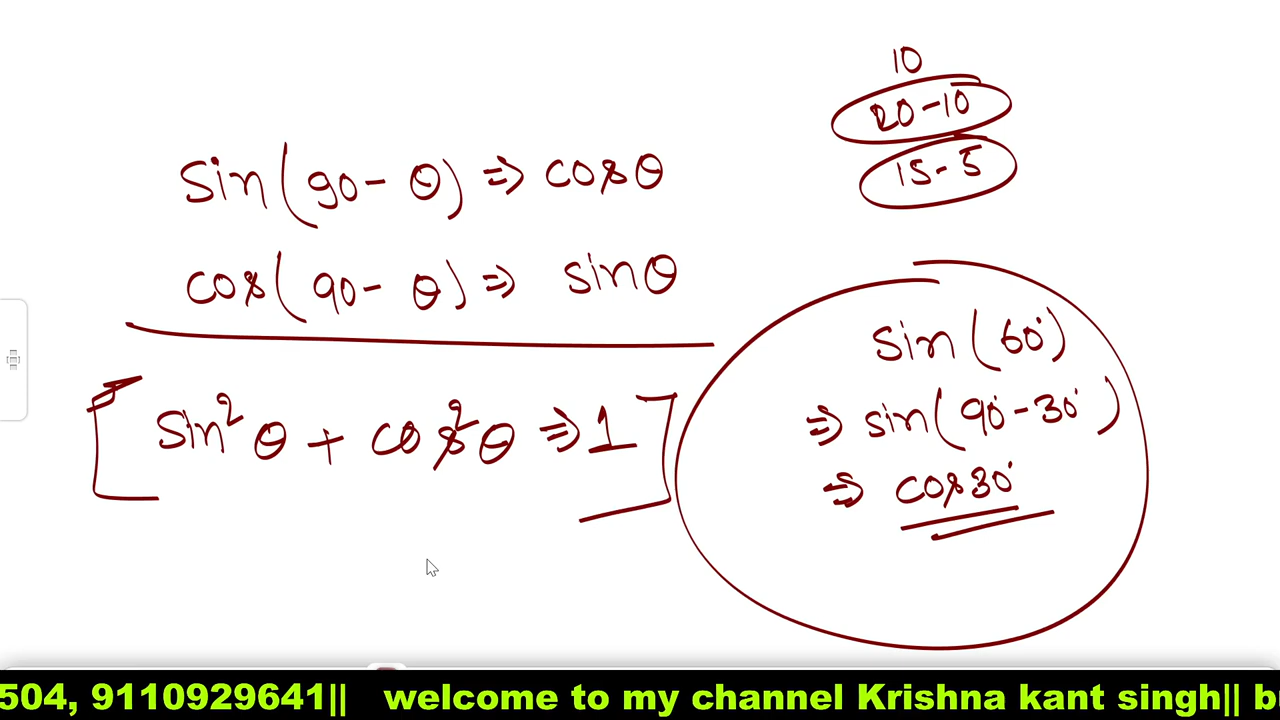 10
20-10
15-5
sin(90-θ)⇒cosθ
cos(90-θ)⇒ sinθ
sin²θ + cos²θ ⇒1
sin(60°)
⇒ sin(90°-30°)
⇒ cos30°
504, 9110929641|| welcome to my channel Krishna kant singh|| b